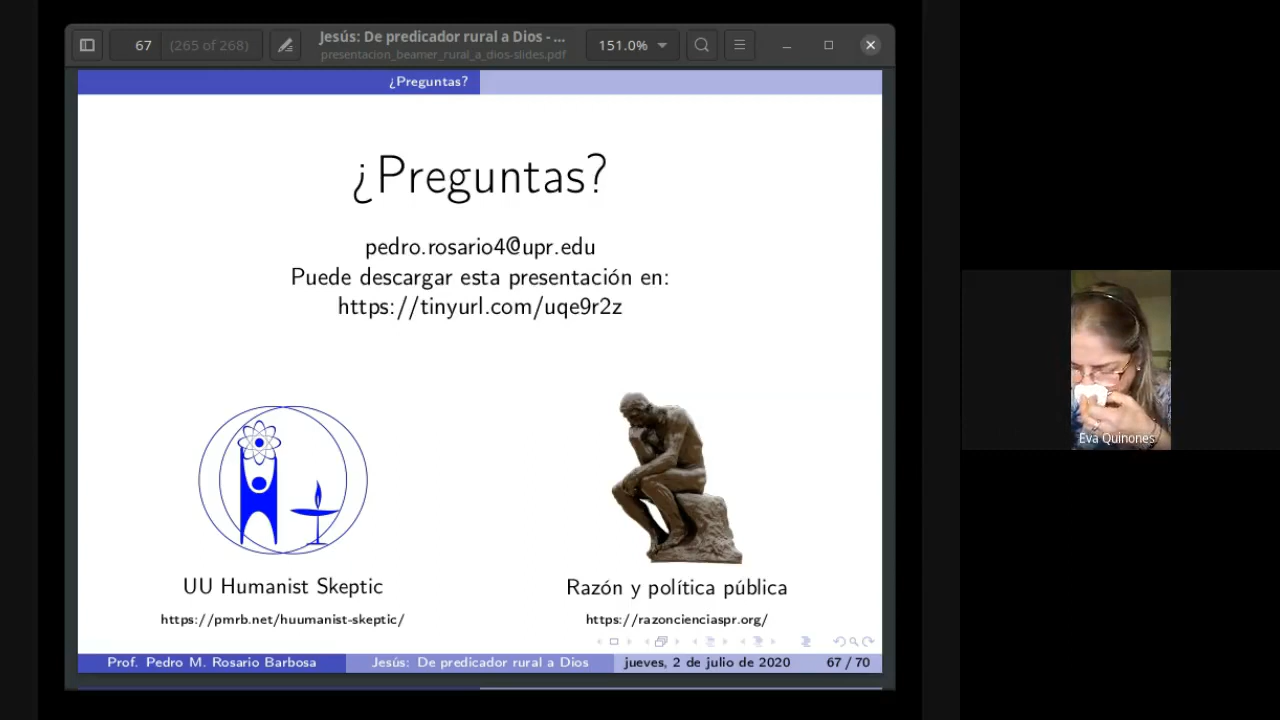 67 (265 of 268)
Jesús: De predicador rural a Dios - ...
presentacion_beamer_rural_a_dios-slides.pdf
151.0%
¿Preguntas?
¿Preguntas?
pedro.rosario4@upr.edu
Puede descargar esta presentación en:
https://tinyurl.com/uqe9r2z
Eva Quinones
UU Humanist Skeptic
Razón y política pública
https://pmrb.net/huumanist-skeptic/
https://razoncienciaspr.org/
Prof. Pedro M. Rosario Barbosa
Jesús: De predicador rural a Dios
jueves, 2 de julio de 2020
67 / 70